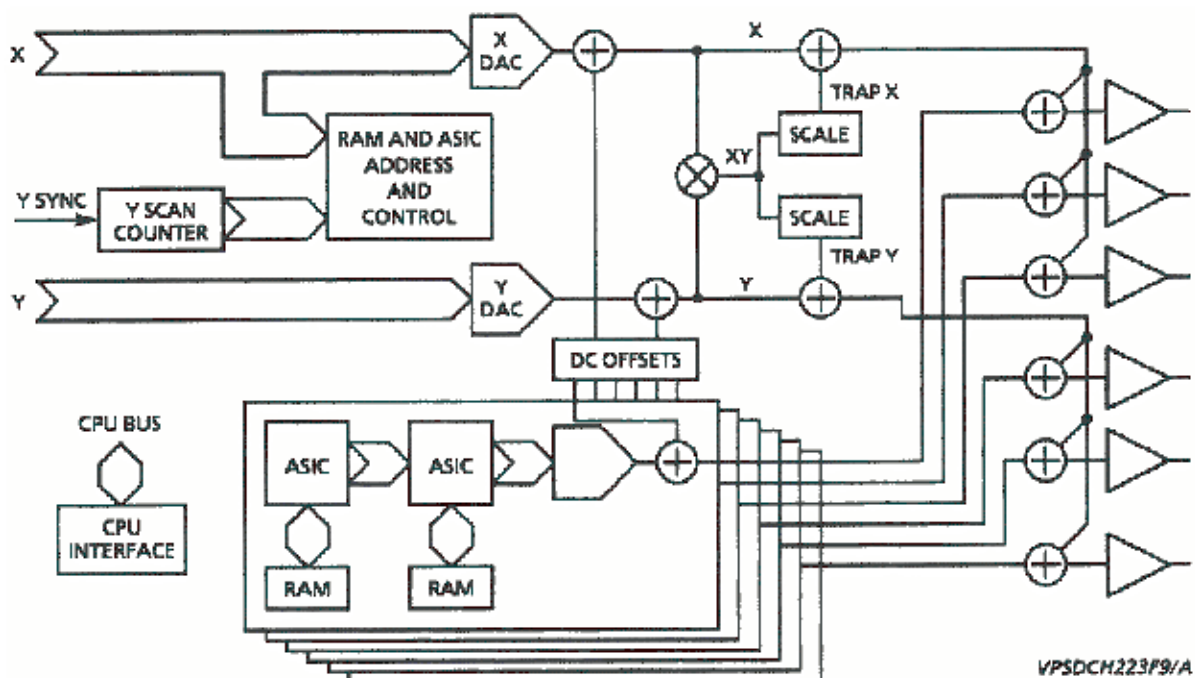 X
X
DAC
X
TRAP X
SCALE
RAM AND ASIC
ADDRESS
AND
CONTROL
XY
Y SYNC
Y SCAN
COUNTER
SCALE
TRAP Y
Y
Y
DAC
Y
DC OFFSETS
CPU BUS
ASIC
ASIC
CPU
INTERFACE
RAM
RAM
VPSDCH223F9/A